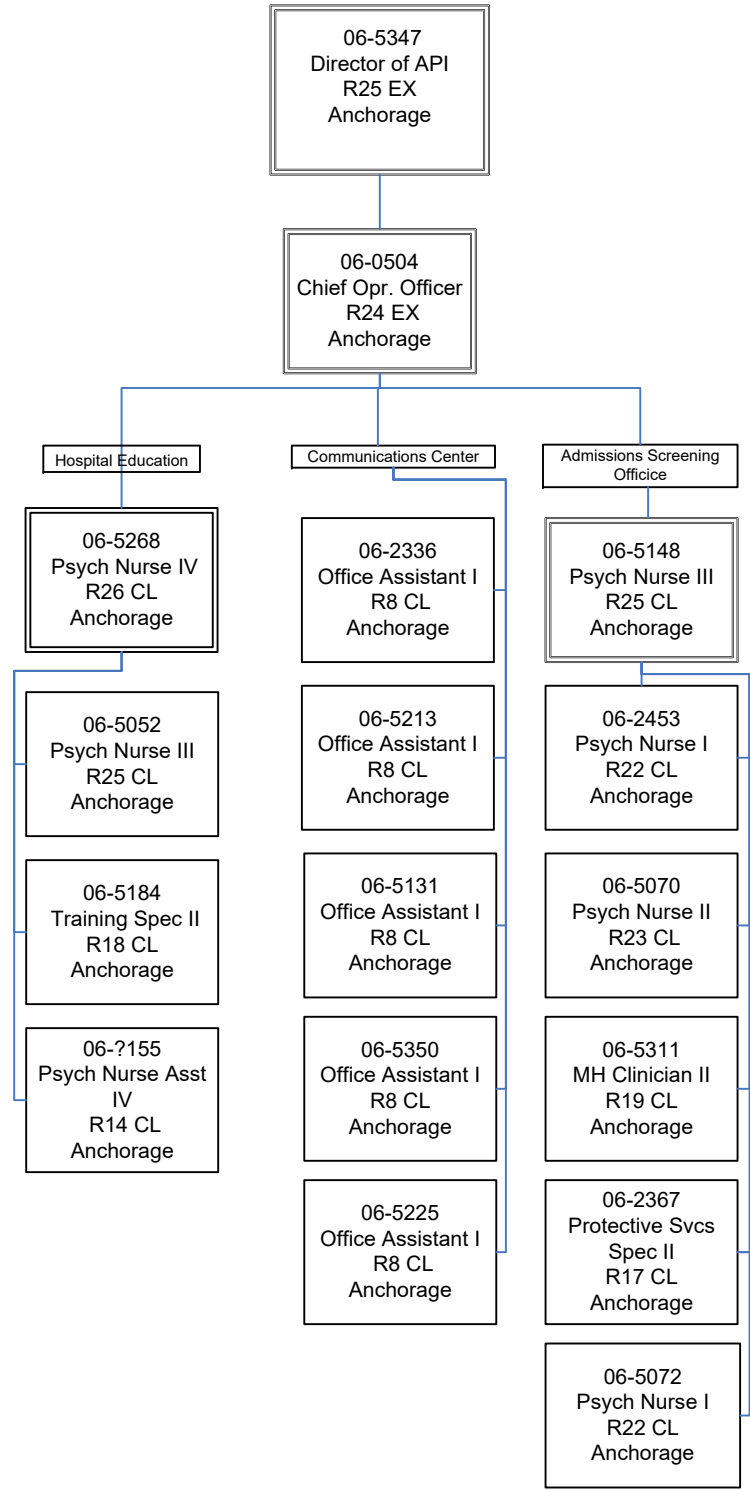 06-5347
Director of API
R25 EX
Anchorage
06-0504
Chief Opr. Officer
R24 EX
Anchorage
Hospital Education
06-5268
Psych Nurse IV
R26 CL
Anchorage
06-5052
Psych Nurse III
R25 CL
Anchorage
06-5184
Training Spec II
R18 CL
Anchorage
06-?155
Psych Nurse Asst
IV
R14 CL
Anchorage
Communications Center
06-2336
Office Assistant I
R8 CL
Anchorage
06-5213
Office Assistant I
R8 CL
Anchorage
06-5131
Office Assistant I
R8 CL
Anchorage
06-5350
Office Assistant I
R8 CL
Anchorage
06-5225
Office Assistant I
R8 CL
Anchorage
Admissions Screening
Officice
06-5148
Psych Nurse III
R25 CL
Anchorage
06-2453
Psych Nurse I
R22 CL
Anchorage
06-5070
Psych Nurse II
R23 CL
Anchorage
06-5311
MH Clinician II
R19 CL
Anchorage
06-2367
Protective Svcs
Spec II
R17 CL
Anchorage
06-5072
Psych Nurse I
R22 CL
Anchorage